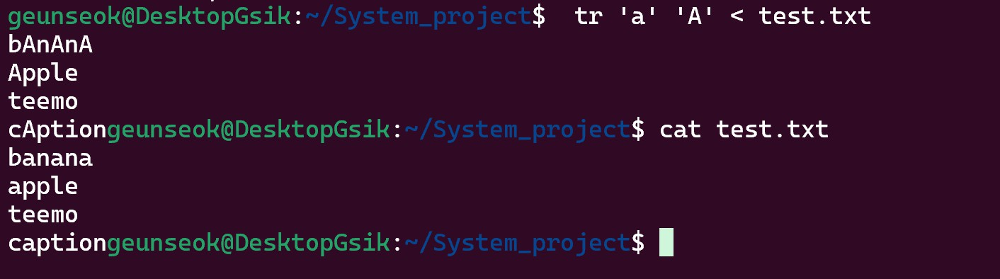 geunseok@DesktopGsik:~/System_project$  tr 'a' 'A' < test.txt
bAnAnA
Apple
teemo
cAptiongeunseok@DesktopGsik:~/System_project$ cat test.txt
banana
apple
teemo
captiongeunseok@DesktopGsik:~/System_project$